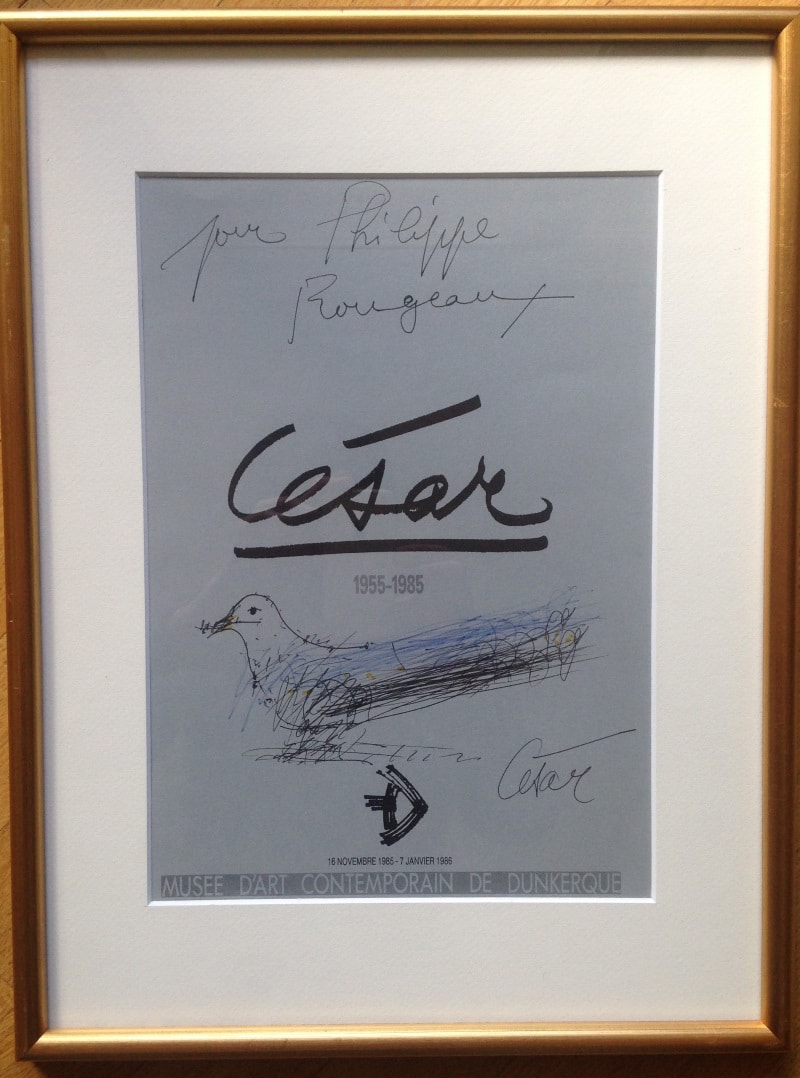 pour Philippe
Rougeaux
César
1955-1985
César
16 NOVEMBRE 1985 - 7 JANVIER 1986
MUSEE D'ART CONTEMPORAIN DE DUNKERQUE